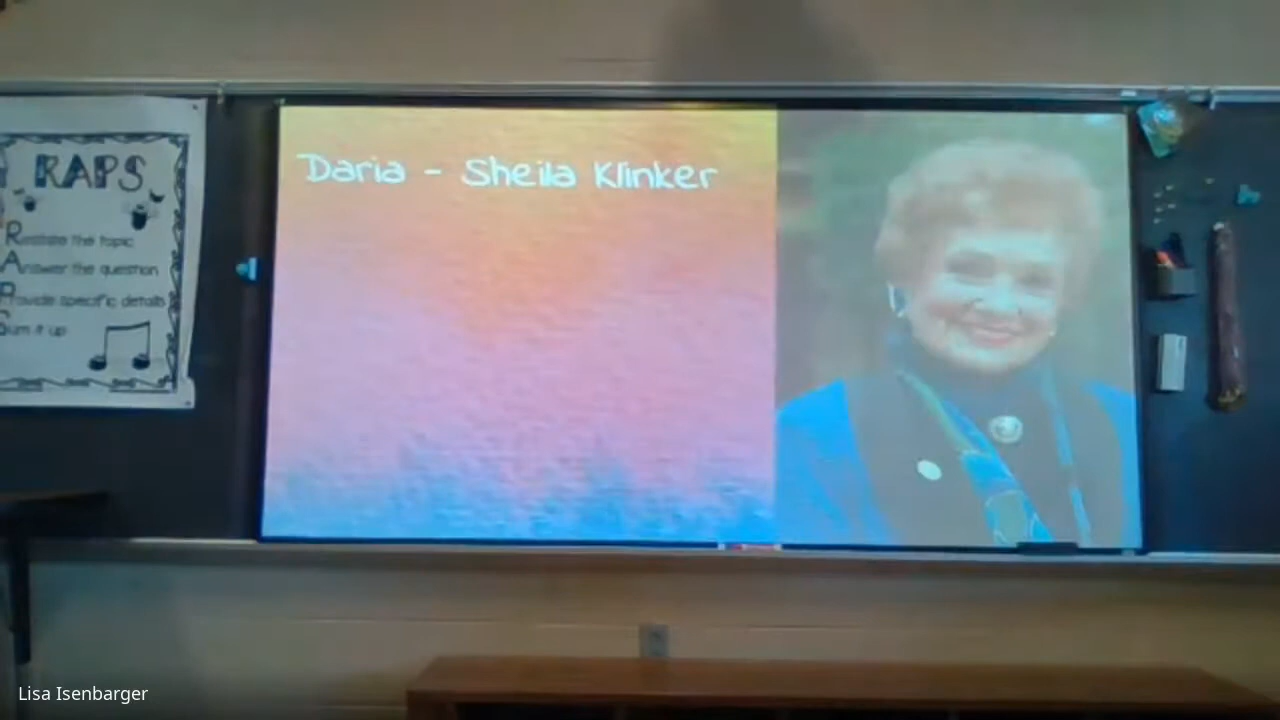 RAPS
Restate the topic
Answer the question
Provide specific details
Sum it up
Daria - Sheila Klinker
Lisa Isenbarger